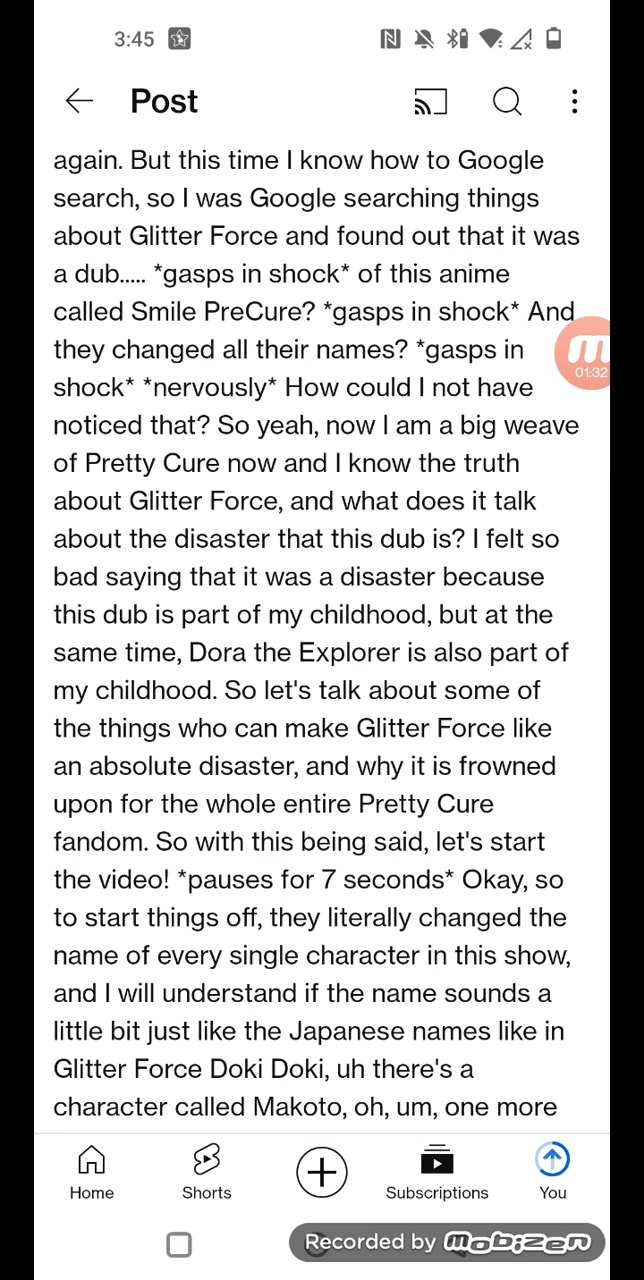 3:45
Post
again. But this time I know how to Google
search, so I was Google searching things
about Glitter Force and found out that it was
a dub..... *gasps in shock* of this anime
called Smile PreCure? *gasps in shock* And
they changed all their names? *gasps in
shock* *nervously* How could I not have
01:32
noticed that? So yeah, now I am a big weave
of Pretty Cure now and I know the truth
about Glitter Force, and what does it talk
about the disaster that this dub is? I felt so
bad saying that it was a disaster because
this dub is part of my childhood, but at the
same time, Dora the Explorer is also part of
my childhood. So let's talk about some of
the things who can make Glitter Force like
an absolute disaster, and why it is frowned
upon for the whole entire Pretty Cure
fandom. So with this being said, let's start
the video! *pauses for 7 seconds* Okay, so
to start things off, they literally changed the
name of every single character in this show,
and I will understand if the name sounds a
little bit just like the Japanese names like in
Glitter Force Doki Doki, uh there's a
character called Makoto, oh, um, one more
Home Shorts Subscriptions You
Recorded by mobizen